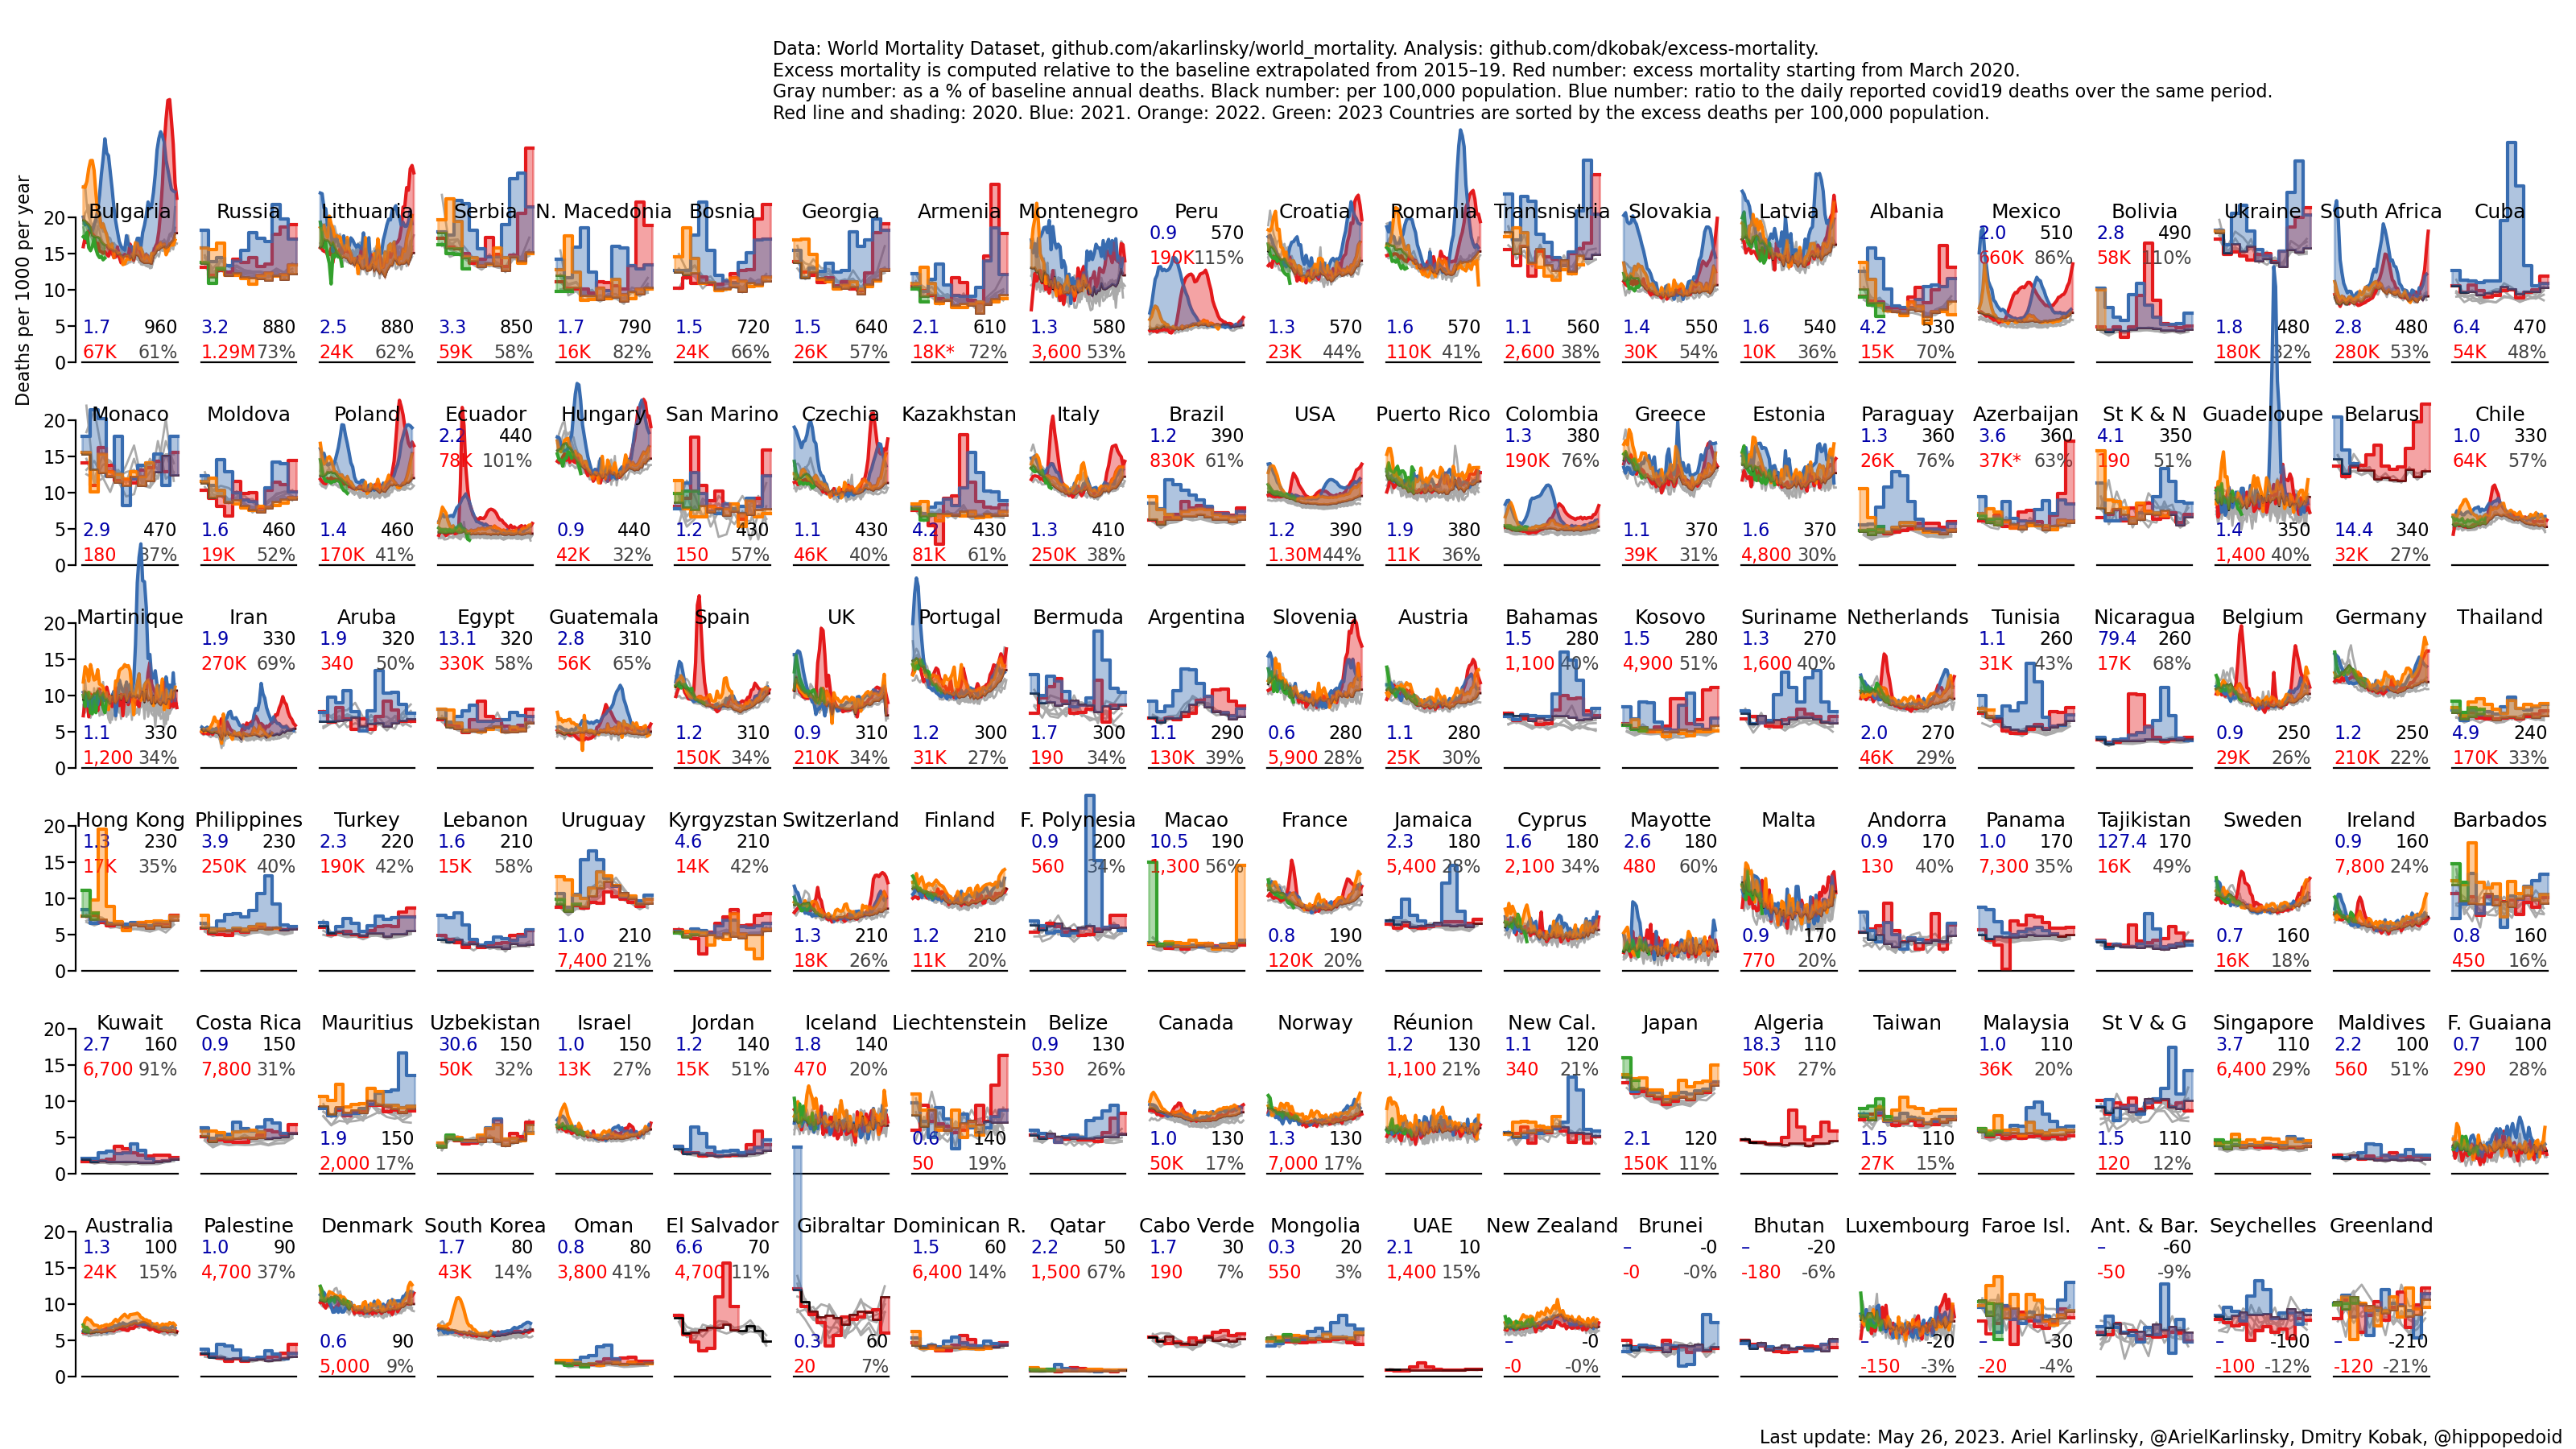 Data: World Mortality Dataset, github.com/akarlinsky/world_mortality. Analysis: github.com/dkobak/excess-mortality.
Excess mortality is computed relative to the baseline extrapolated from 2015–19. Red number: excess mortality starting from March 2020.
Gray number: as a % of baseline annual deaths. Black number: per 100,000 population. Blue number: ratio to the daily reported covid19 deaths over the same period.
Red line and shading: 2020. Blue: 2021. Orange: 2022. Green: 2023 Countries are sorted by the excess deaths per 100,000 population.
Deaths per 1000 per year
20 Bulgaria Russia Lithuania Serbia N. Macedonia Bosnia Georgia Armenia Montenegro Peru Croatia Romania Transnistria Slovakia Latvia Albania Mexico Bolivia Ukraine South Africa Cuba
0.9 570 2.0 510 2.8 490
15 190K 115% 660K 86% 58K 110%
10
5 1.7 960 3.2 880 2.5 880 3.3 850 1.7 790 1.5 720 1.5 640 2.1 610 1.3 580 1.3 570 1.6 570 1.1 560 1.4 550 1.6 540 4.2 530 1.8 480 2.8 480 6.4 470
0 67K 61% 1.29M 73% 24K 62% 59K 58% 16K 82% 24K 66% 26K 57% 18K* 72% 3,600 53% 23K 44% 110K 41% 2,600 38% 30K 54% 10K 36% 15K 70% 180K 32% 280K 53% 54K 48%
20 Monaco Moldova Poland Ecuador Hungary San Marino Czechia Kazakhstan Italy Brazil USA Puerto Rico Colombia Greece Estonia Paraguay Azerbaijan St K & N Guadeloupe Belarus Chile
2.2 440 1.2 390 1.3 380 1.3 360 3.6 360 4.1 350 1.0 330
15 78K 101% 830K 61% 190K 76% 26K 76% 37K* 63% 190 51% 64K 57%
10
5 2.9 470 1.6 460 1.4 460 0.9 440 1.2 430 1.1 430 4.2 430 1.3 410 1.2 390 1.9 380 1.1 370 1.6 370 1.4 350 14.4 340
0 180 37% 19K 52% 170K 41% 42K 32% 150 57% 46K 40% 81K 61% 250K 38% 1.30M 44% 11K 36% 39K 31% 4,800 30% 1,400 40% 32K 27%
20 Martinique Iran Aruba Egypt Guatemala Spain UK Portugal Bermuda Argentina Slovenia Austria Bahamas Kosovo Suriname Netherlands Tunisia Nicaragua Belgium Germany Thailand
1.9 330 1.9 320 13.1 320 2.8 310 1.5 280 1.5 280 1.3 270 1.1 260 79.4 260
15 270K 69% 340 50% 330K 58% 56K 65% 1,100 40% 4,900 51% 1,600 40% 31K 43% 17K 68%
10
5 1.1 330 1.2 310 0.9 310 1.2 300 1.7 300 1.1 290 0.6 280 1.1 280 2.0 270 0.9 250 1.2 250 4.9 240
0 1,200 34% 150K 34% 210K 34% 31K 27% 190 34% 130K 39% 5,900 28% 25K 30% 46K 29% 29K 26% 210K 22% 170K 33%
20 Hong Kong Philippines Turkey Lebanon Uruguay Kyrgyzstan Switzerland Finland F. Polynesia Macao France Jamaica Cyprus Mayotte Malta Andorra Panama Tajikistan Sweden Ireland Barbados
1.3 230 3.9 230 2.3 220 1.6 210 4.6 210 0.9 200 10.5 190 2.3 180 1.6 180 2.6 180 0.9 170 1.0 170 127.4 170 0.9 160
15 17K 35% 250K 40% 190K 42% 15K 58% 14K 42% 560 34% 1,300 56% 5,400 28% 2,100 34% 480 60% 130 40% 7,300 35% 16K 49% 7,800 24%
10
5 1.0 210 1.3 210 1.2 210 0.8 190 0.9 170 0.7 160 0.8 160
0 7,400 21% 18K 26% 11K 20% 120K 20% 770 20% 16K 18% 450 16%
20 Kuwait Costa Rica Mauritius Uzbekistan Israel Jordan Iceland Liechtenstein Belize Canada Norway Réunion New Cal. Japan Algeria Taiwan Malaysia St V & G Singapore Maldives F. Guaiana
2.7 160 0.9 150 30.6 150 1.0 150 1.2 140 1.8 140 0.9 130 1.2 130 1.1 120 18.3 110 1.0 110 3.7 110 2.2 100 0.7 100
15 6,700 91% 7,800 31% 50K 32% 13K 27% 15K 51% 470 20% 530 26% 1,100 21% 340 21% 50K 27% 36K 20% 6,400 29% 560 51% 290 28%
10
5 1.9 150 0.6 140 1.0 130 1.3 130 2.1 120 1.5 110 1.5 110
0 2,000 17% 50 19% 50K 17% 7,000 17% 150K 11% 27K 15% 120 12%
20 Australia Palestine Denmark South Korea Oman El Salvador Gibraltar Dominican R. Qatar Cabo Verde Mongolia UAE New Zealand Brunei Bhutan Luxembourg Faroe Isl. Ant. & Bar. Seychelles Greenland
1.3 100 1.0 90 1.7 80 0.8 80 6.6 70 1.5 60 2.2 50 1.7 30 0.3 20 2.1 10 – -0 – -20 – -60
15 24K 15% 4,700 37% 43K 14% 3,800 41% 4,700 11% 6,400 14% 1,500 67% 190 7% 550 3% 1,400 15% -0 -0% -180 -6% -50 -9%
10
5 0.6 90 0.3 60 – -0 – -20 – -30 – -100 – -210
0 5,000 9% 20 7% -0 -0% -150 -3% -20 -4% -100 -12% -120 -21%
Last update: May 26, 2023. Ariel Karlinsky, @ArielKarlinsky, Dmitry Kobak, @hippopedoid